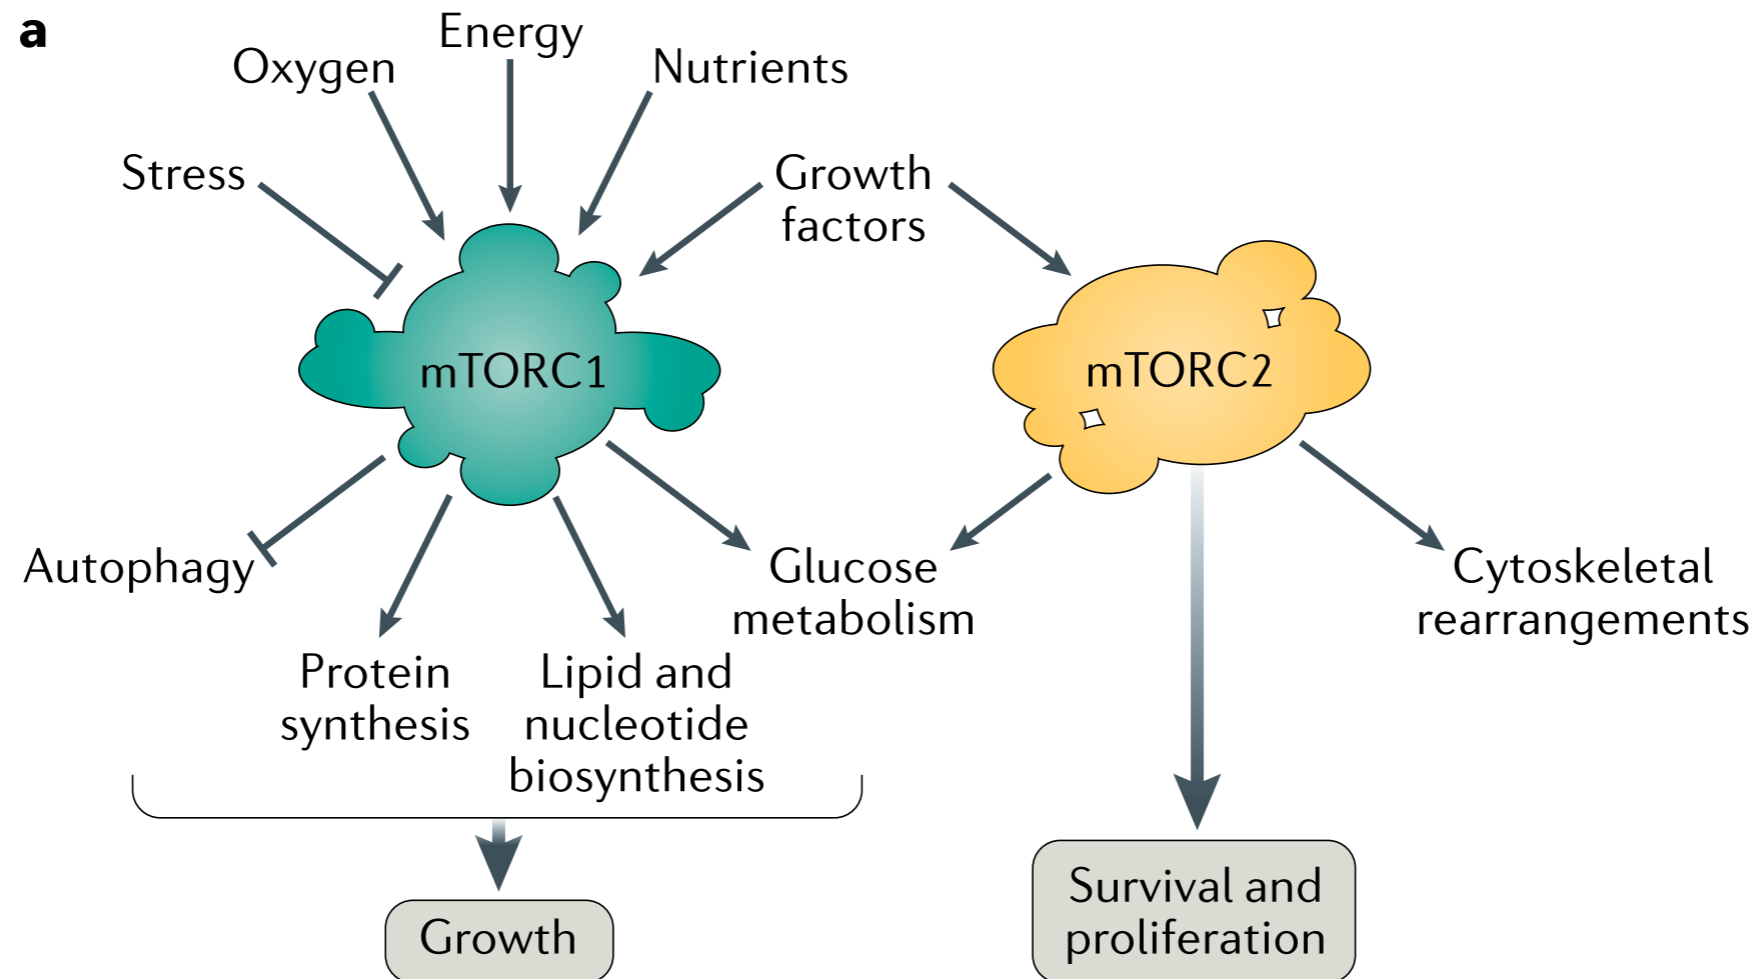 a
Energy
Oxygen
Nutrients
Stress
Growth
factors
mTORC1
mTORC2
Autophagy
Glucose
metabolism
Cytoskeletal
rearrangements
Protein
synthesis
Lipid and
nucleotide
biosynthesis
Growth
Survival and
proliferation